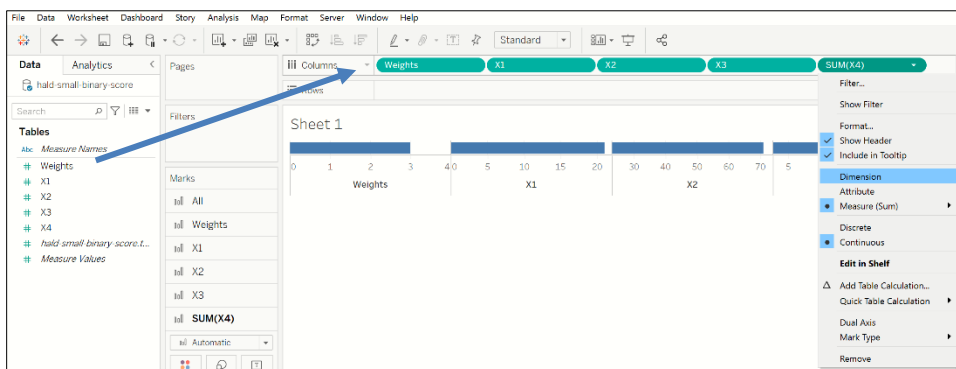 File Data Worksheet Dashboard Story Analysis Map Format Server Window Help
Standard
Data Analytics
hald-small-binary-score
Search
Tables
Abc Measure Names
# Weights
# X1
# X2
# X3
# X4
# hald-small-binary-score.t...
# Measure Values
Pages
Filters
Marks
All
Weights
X1
X2
X3
SUM(X4)
Automatic
Columns Weights X1 X2 X3 SUM(X4)
Rows
Sheet 1
0 1 2 3 4 0 5 10 15 20 30 40 50 60 70 5
Weights X1 X2
Filter...
Show Filter
Format...
Show Header
Include in Tooltip
Dimension
Attribute
Measure (Sum)
Discrete
Continuous
Edit in Shelf
Add Table Calculation...
Quick Table Calculation
Dual Axis
Mark Type
Remove